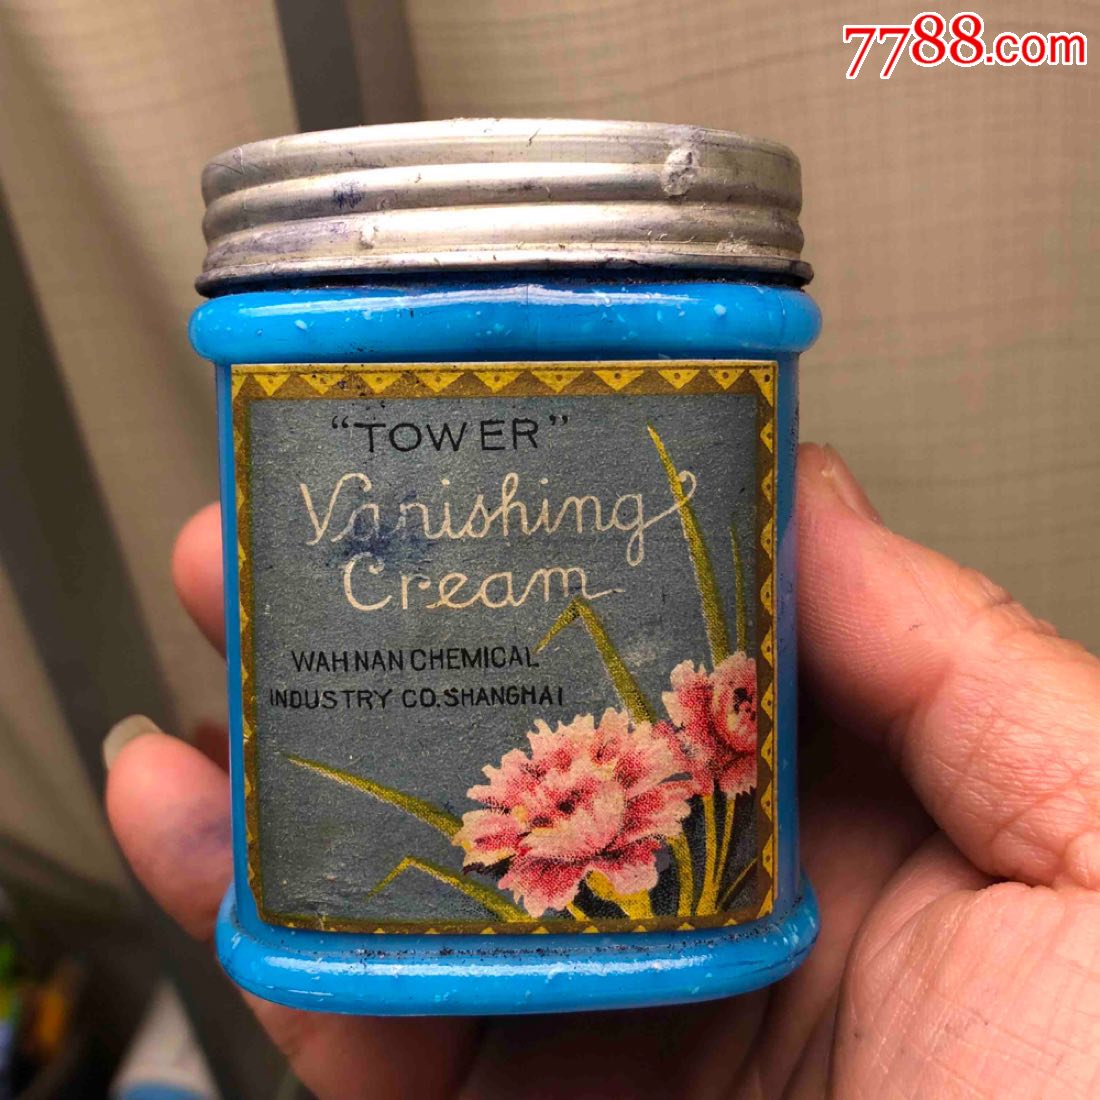 7788.com
"TOWER"
Vanishing
Cream
WAH NAN CHEMICAL
INDUSTRY CO. SHANGHAI